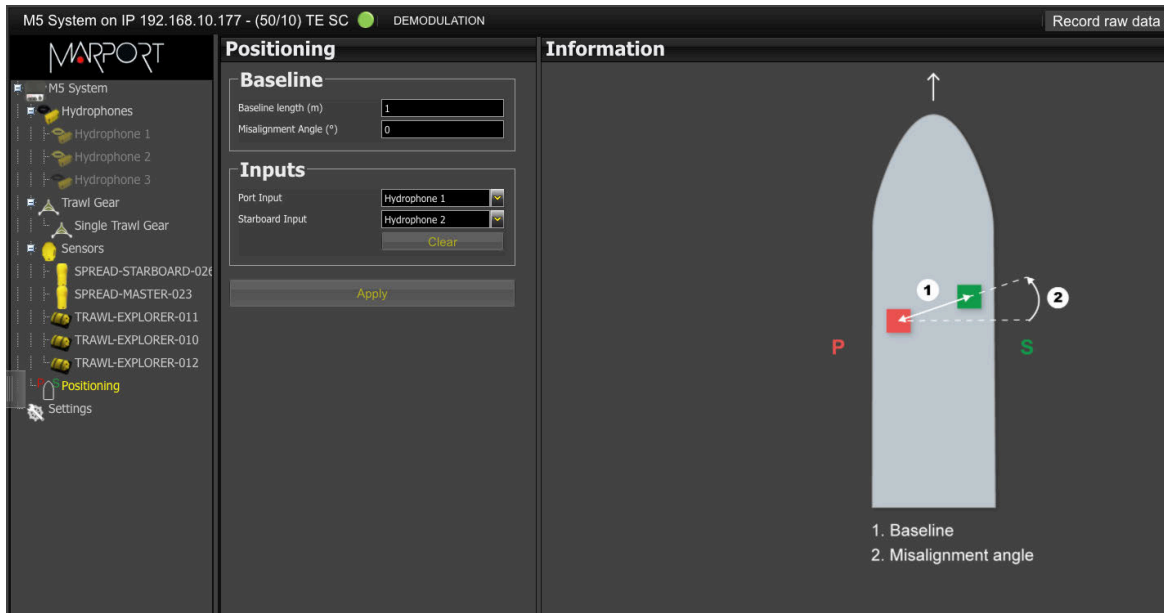 M5 System on IP 192.168.10.177 - (50/10) TE SC DEMODULATION Record raw data
MARPORT
M5 System
Hydrophones
Hydrophone 1
Hydrophone 2
Hydrophone 3
Trawl Gear
Single Trawl Gear
Sensors
SPREAD-STARBOARD-026
SPREAD-MASTER-023
TRAWL-EXPLORER-011
TRAWL-EXPLORER-010
TRAWL-EXPLORER-012
P S Positioning
Settings
Positioning
Baseline
Baseline length (m) 1
Misalignment Angle (°) 0
Inputs
Port Input Hydrophone 1
Starboard Input Hydrophone 2
Clear
Apply
Information
1
2
P S
1. Baseline
2. Misalignment angle